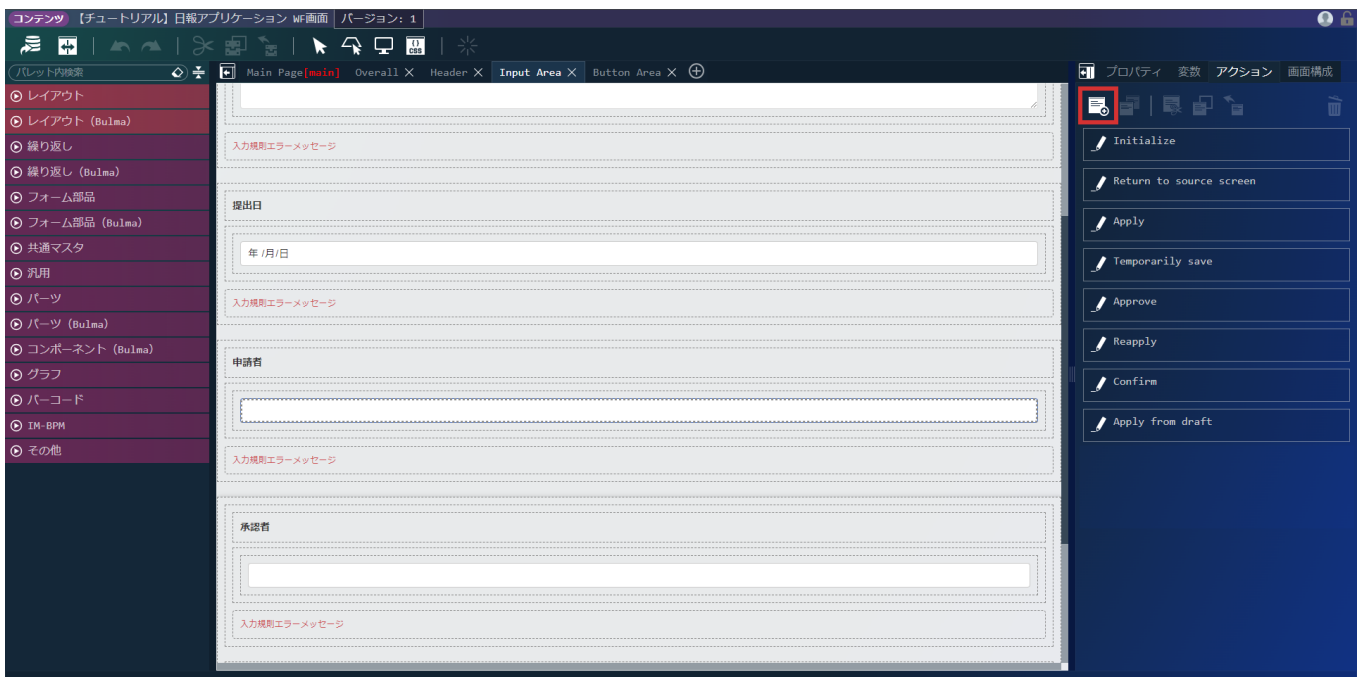 コンテンツ 【チュートリアル】日報アプリケーション WF画面 バージョン: 1
{} CSS
パレット内検索
Main Page[main] Overall Header Input Area Button Area
プロパティ 変数 アクション 画面構成
レイアウト
レイアウト (Bulma)
繰り返し
繰り返し (Bulma)
フォーム部品
フォーム部品 (Bulma)
共通マスタ
汎用
パーツ
パーツ (Bulma)
コンポーネント (Bulma)
グラフ
バーコード
IM-BPM
その他
入力規則エラーメッセージ
提出日
年 /月/日
入力規則エラーメッセージ
申請者
入力規則エラーメッセージ
承認者
入力規則エラーメッセージ
Initialize
Return to source screen
Apply
Temporarily save
Approve
Reapply
Confirm
Apply from draft